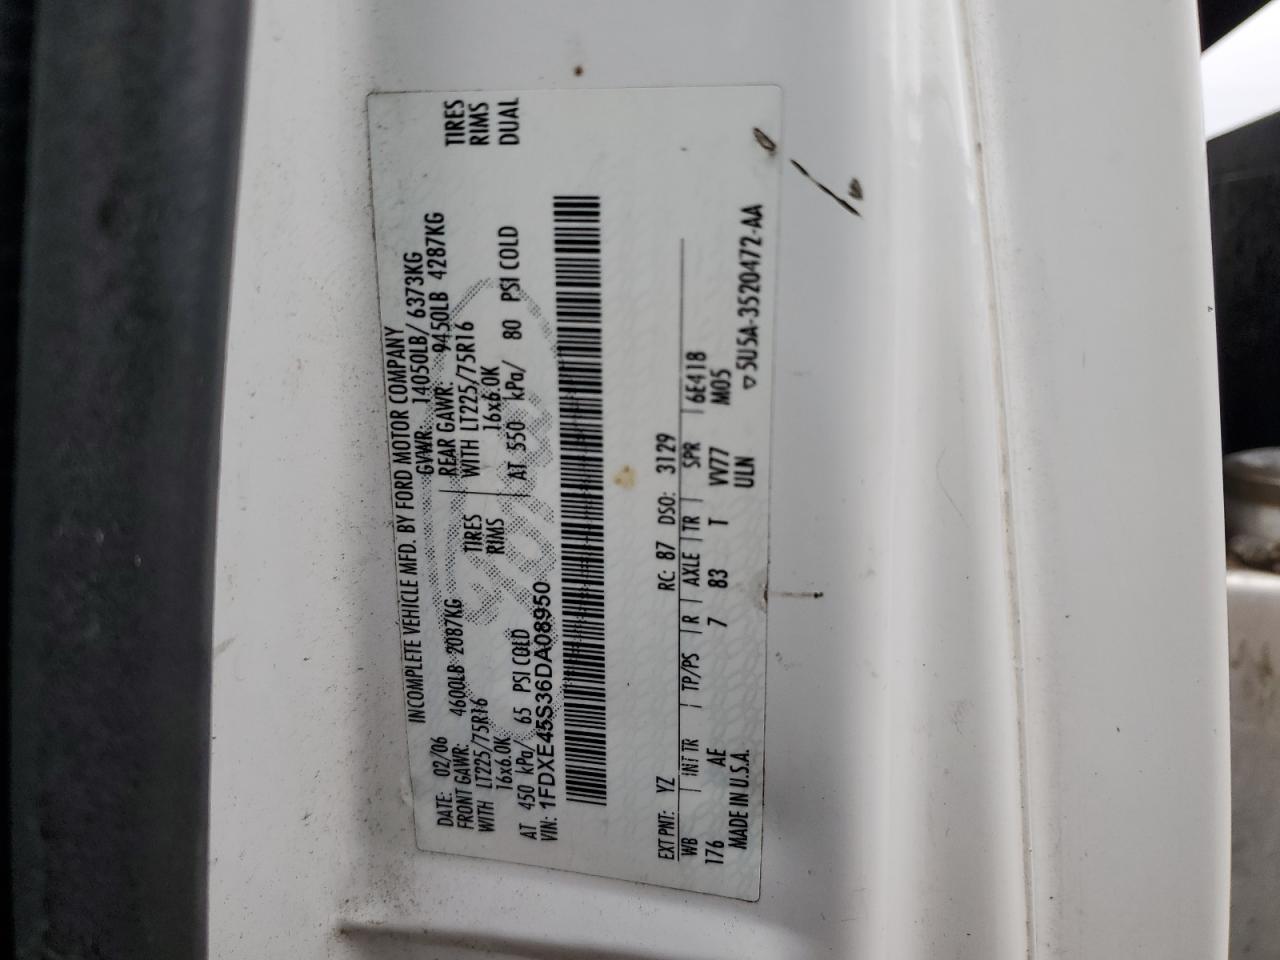 INCOMPLETE VEHICLE MFD. BY FORD MOTOR COMPANY
DATE: 02/06 GVWR: 14050LB/ 6373KG
FRONT GAWR: 4600LB 2087KG REAR GAWR: 9450LB 4287KG
WITH LT225/75R16 TIRES WITH LT225/75R16 TIRES
16x6.0K RIMS 16x6.0K RIMS
AT 450 kPa/ 65 PSI COLD AT 550 kPa/ 80 PSI COLD DUAL
VIN: 1FDXE45S36DA08950
EXT PNT: YZ RC: 87 DSO: 3129
WB INT TR TP/PS R AXLE TR SPR 6E418
176 AE 7 83 T VV77 M05
MADE IN U.S.A. ULN ▽5U5A-3520472-AA